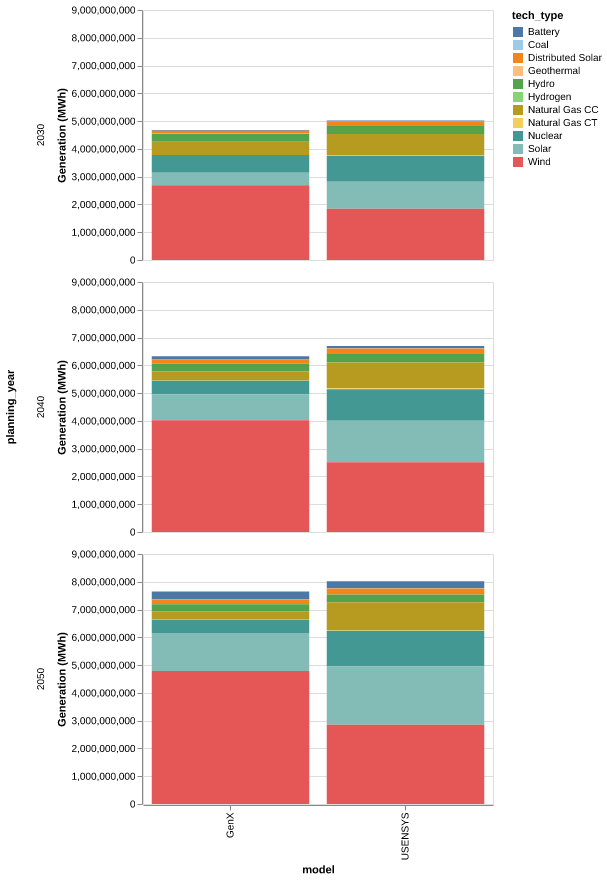 tech_type
Battery
Coal
Distributed Solar
Geothermal
Hydro
Hydrogen
Natural Gas CC
Natural Gas CT
Nuclear
Solar
Wind
planning_year
2030
Generation (MWh)
9,000,000,000
8,000,000,000
7,000,000,000
6,000,000,000
5,000,000,000
4,000,000,000
3,000,000,000
2,000,000,000
1,000,000,000
0
2040
Generation (MWh)
9,000,000,000
8,000,000,000
7,000,000,000
6,000,000,000
5,000,000,000
4,000,000,000
3,000,000,000
2,000,000,000
1,000,000,000
0
2050
Generation (MWh)
9,000,000,000
8,000,000,000
7,000,000,000
6,000,000,000
5,000,000,000
4,000,000,000
3,000,000,000
2,000,000,000
1,000,000,000
0
GenX
USENSYS
model